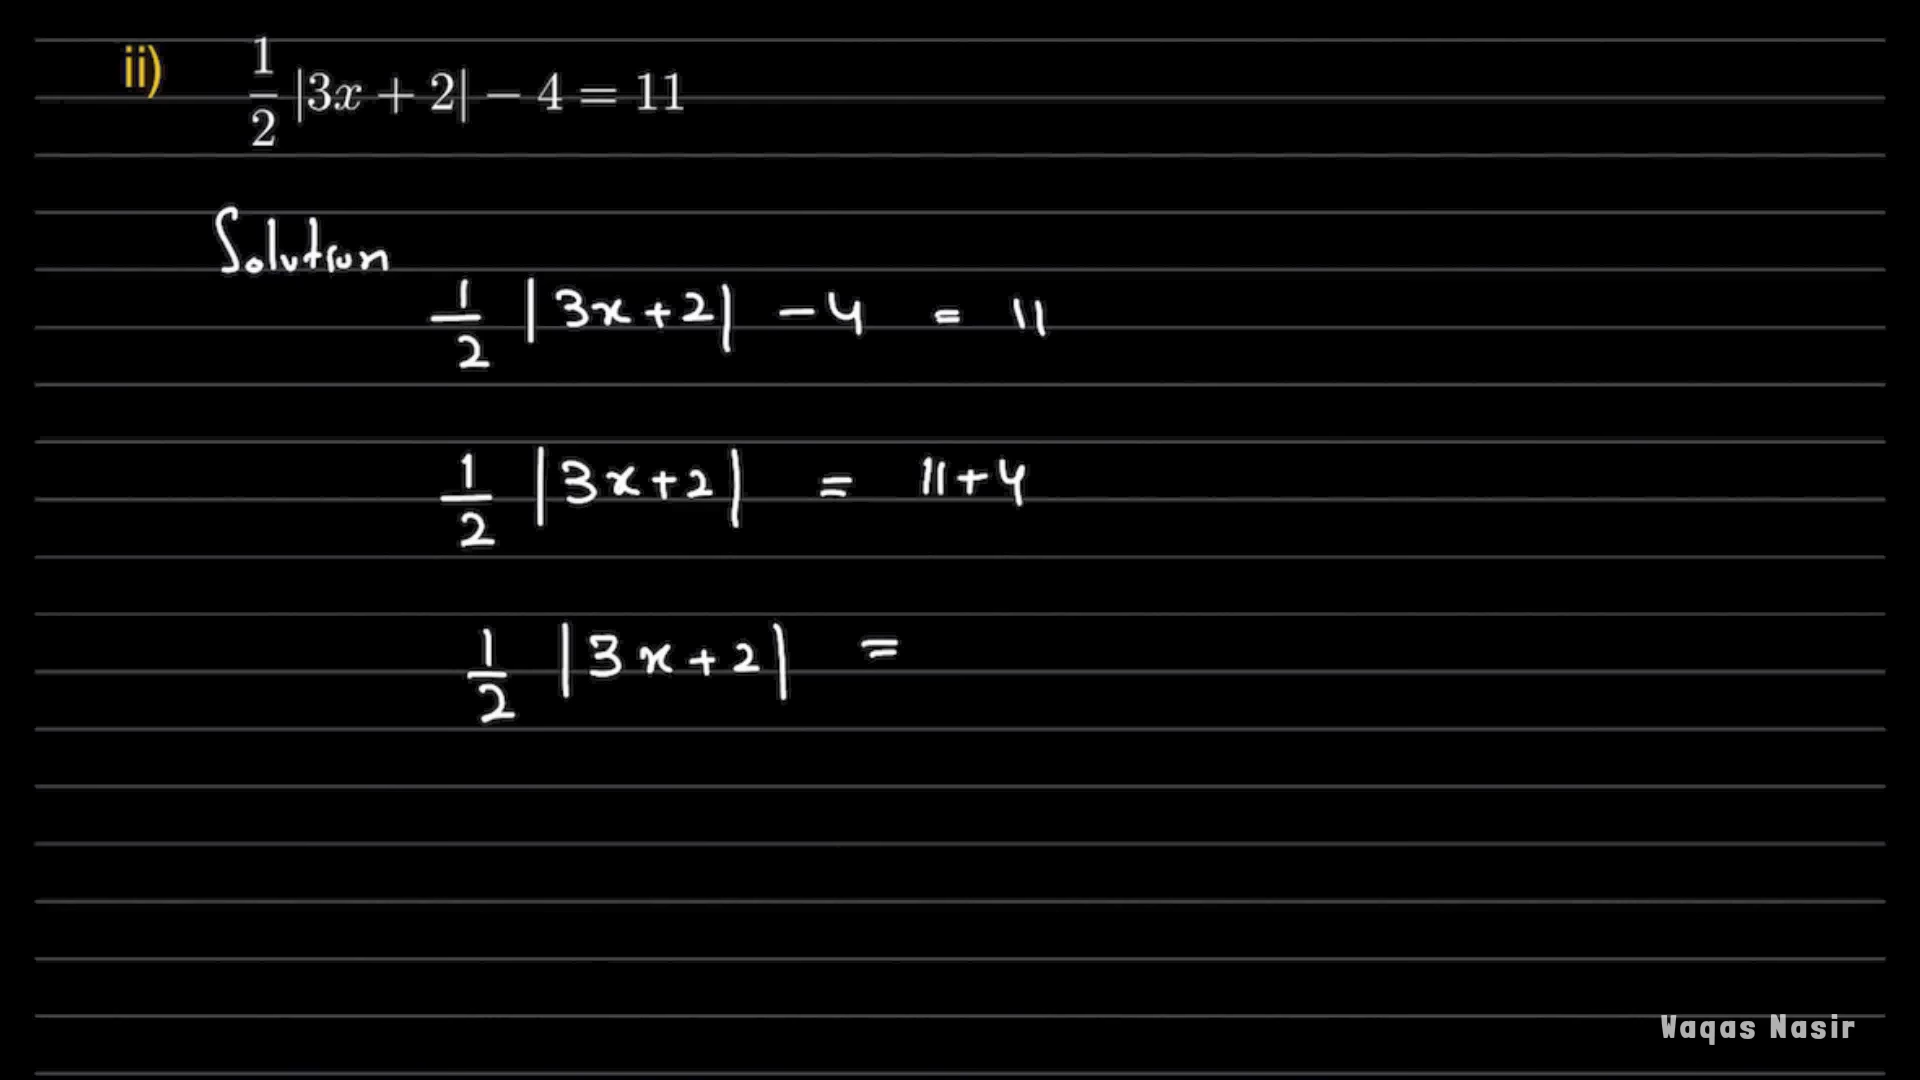 ii) 1/2 |3x + 2| − 4 = 11
Solution
1/2 |3x+2| − 4 = 11
1/2 |3x+2| = 11+4
1/2 |3x+2| =
Waqas Nasir